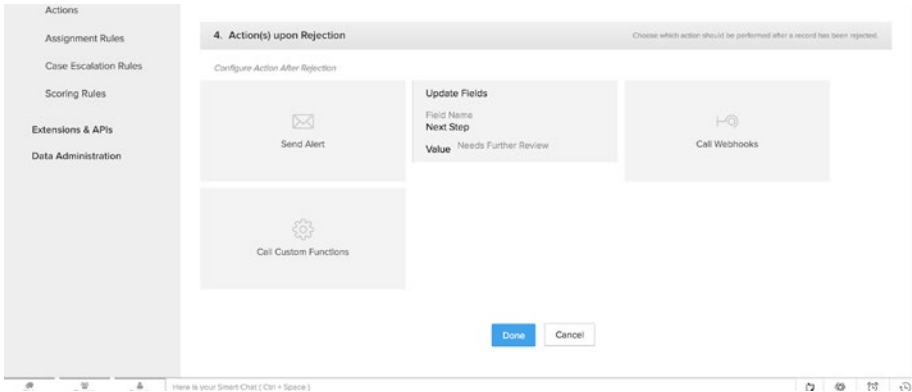 Actions
Assignment Rules
Case Escalation Rules
Scoring Rules
Extensions & APIs
Data Administration
4. Action(s) upon Rejection
Choose which action should be performed after a record has been rejected.
Configure Action After Rejection
Send Alert
Update Fields
Field Name
Next Step
Value Needs Further Review
Call Webhooks
Call Custom Functions
Done
Cancel
Here is your Smart Chat ( Ctrl + Space )